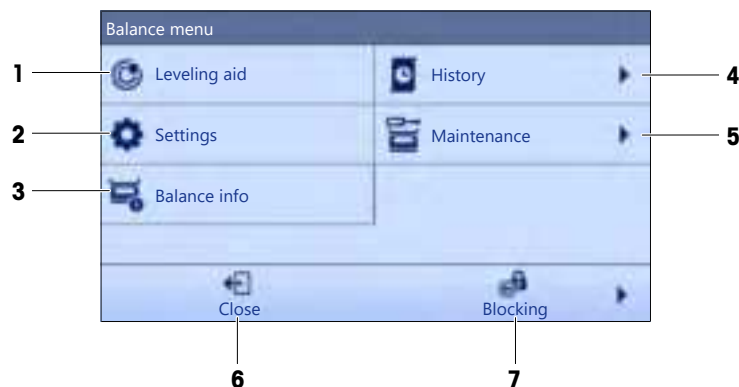 Balance menu
1 Leveling aid History 4
2 Settings Maintenance 5
3 Balance info
Close Blocking
6 7